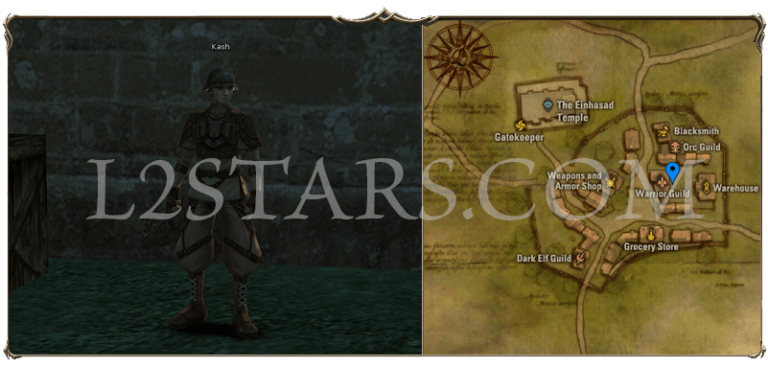 Kash
The Einhasad
Temple
Gatekeeper
Blacksmith
Orc Guild
Weapons and
Armor Shop
Warrior Guild
Warehouse
Grocery Store
Dark Elf Guild
L2STARS.COM